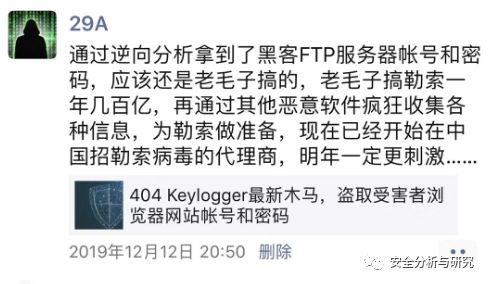 29A
通过逆向分析拿到了黑客FTP服务器帐号和密
码，应该还是老毛子搞的，老毛子搞勒索一
年几百亿，再通过其他恶意软件疯狂收集各
种信息，为勒索做准备，现在已经开始在中
国招勒索病毒的代理商，明年一定更刺激……
404 Keylogger最新木马，盗取受害者浏
览器网站帐号和密码
2019年12月12日 20:50 删除
安全分析与研究